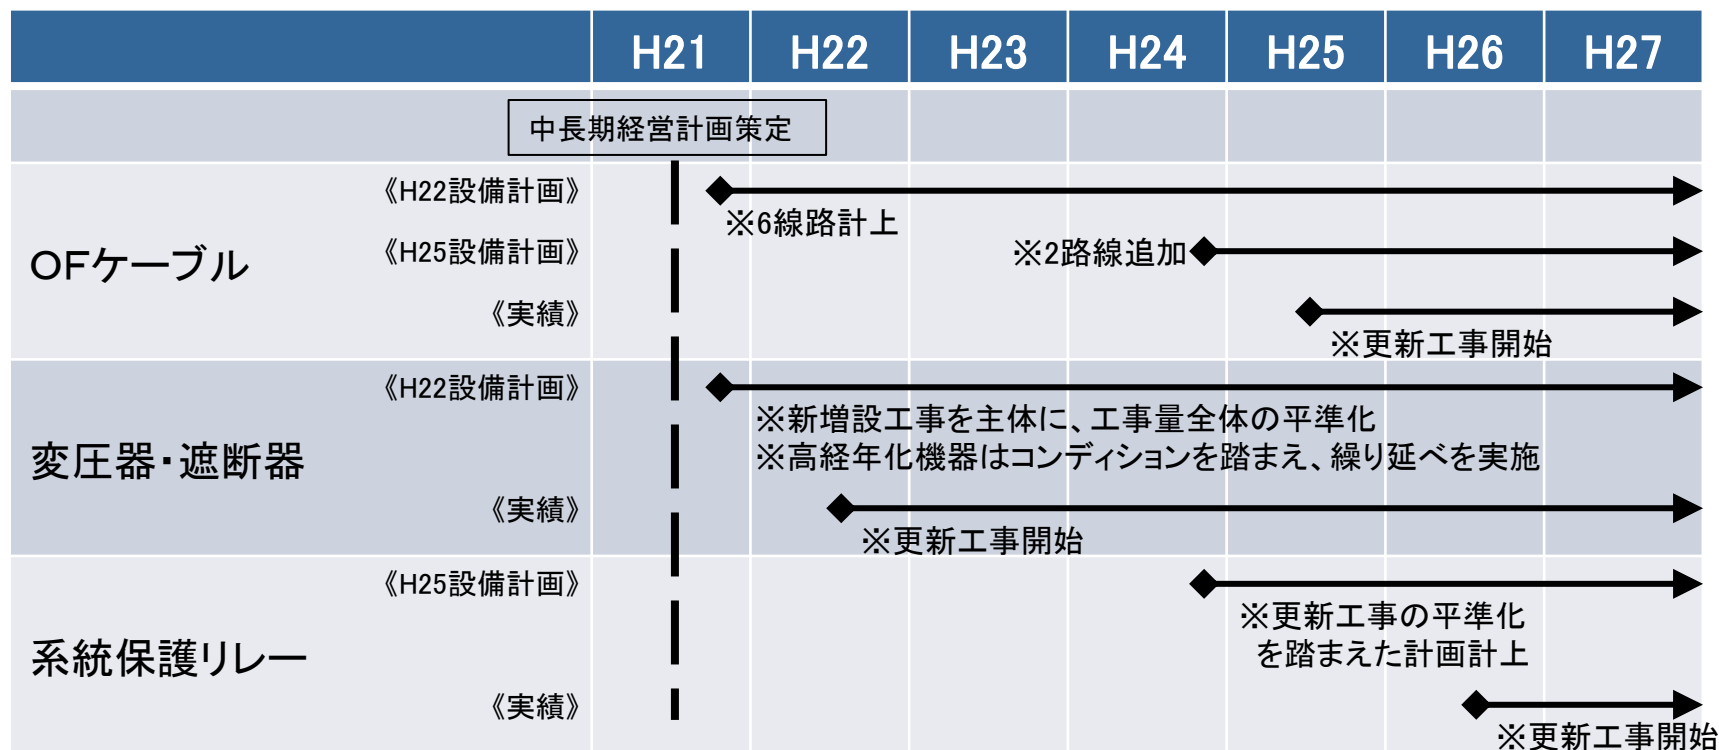 H21 H22 H23 H24 H25 H26 H27
中長期経営計画策定
OFケーブル
《H22設備計画》
※6線路計上
《H25設備計画》
※2路線追加
《実績》
※更新工事開始
変圧器・遮断器
《H22設備計画》
※新増設工事を主体に、工事量全体の平準化
※高経年化機器はコンディションを踏まえ、繰り延べを実施
《実績》
※更新工事開始
系統保護リレー
《H25設備計画》
※更新工事の平準化
を踏まえた計画計上
《実績》
※更新工事開始